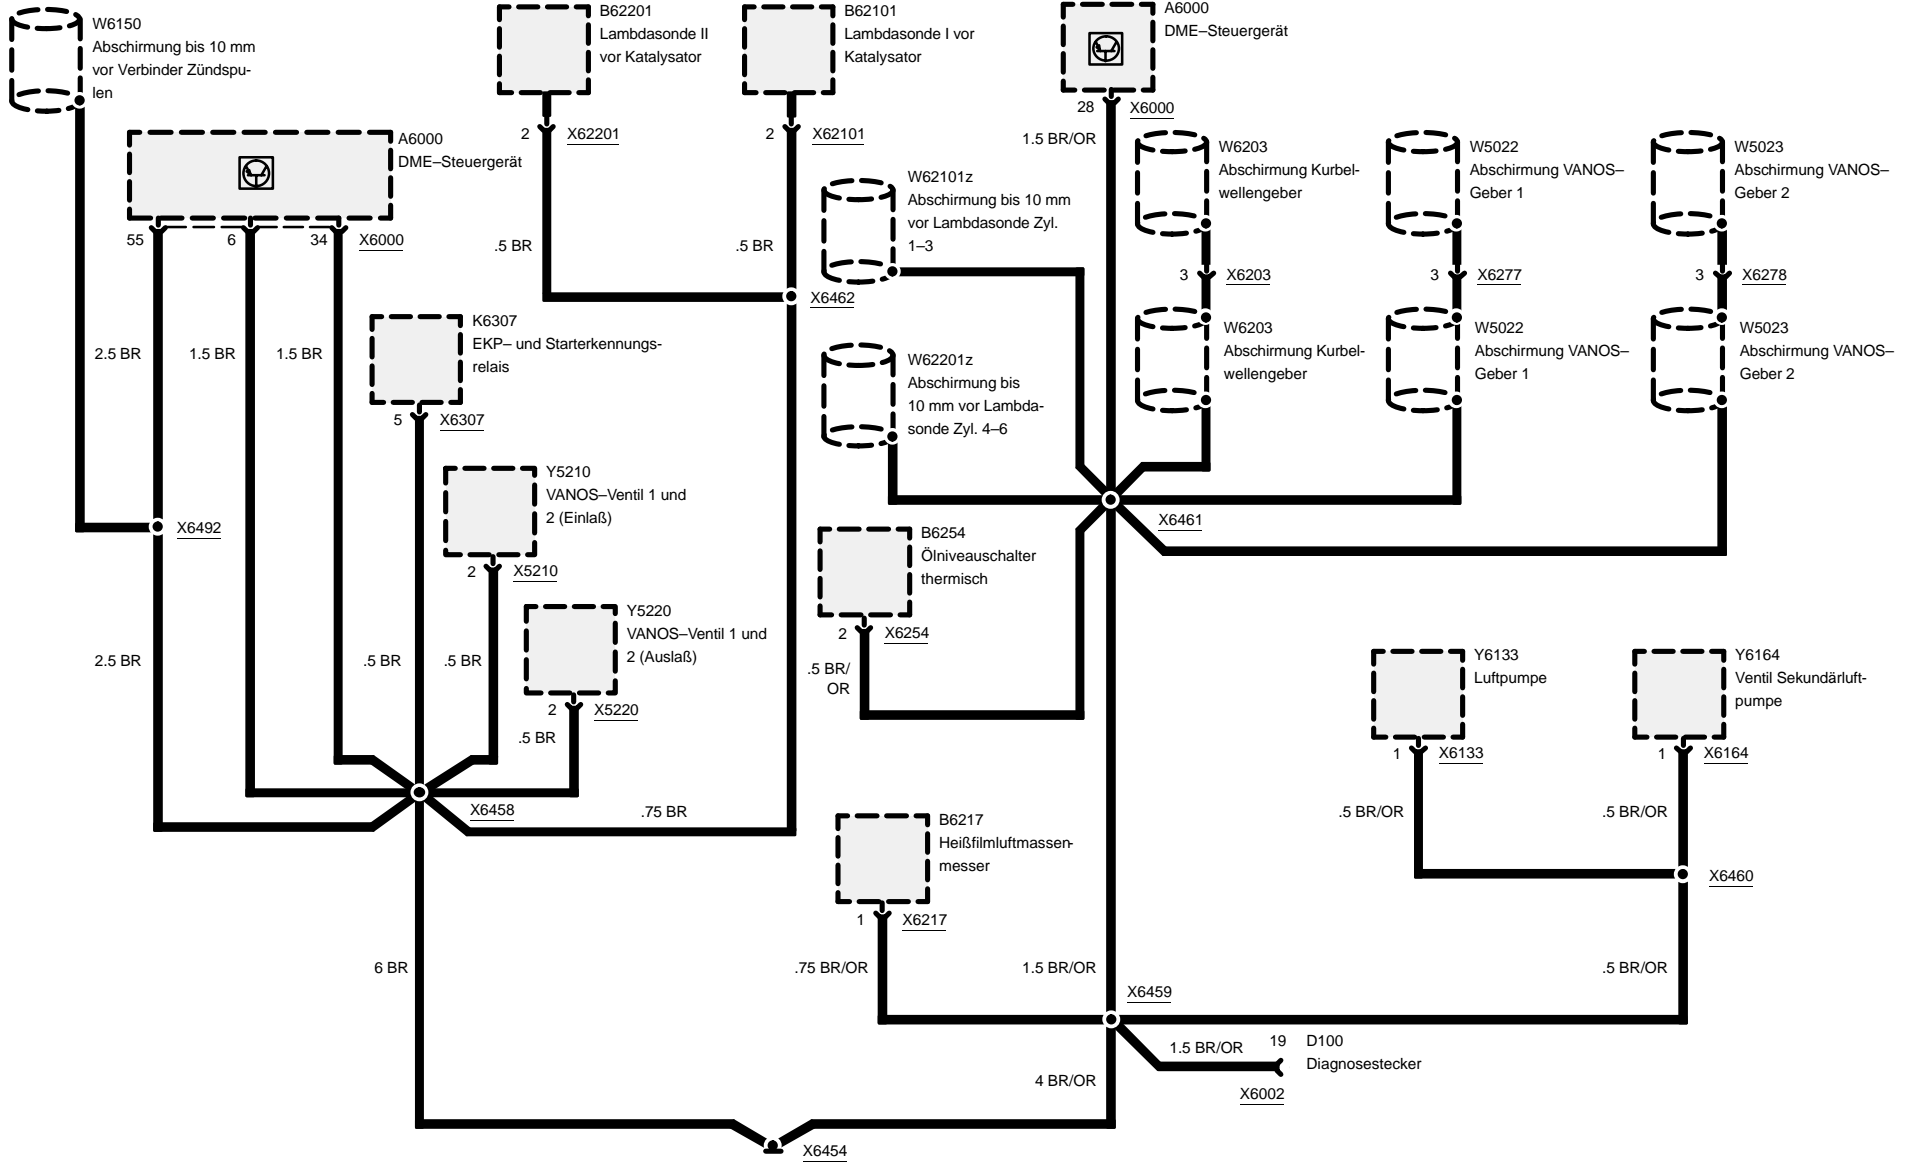 W6150
Abschirmung bis 10 mm
vor Verbinder Zündspu-
len
B62201
Lambdasonde II
vor Katalysator
B62101
Lambdasonde I vor
Katalysator
A6000
DME–Steuergerät
28
X6000
1.5 BR/OR
A6000
DME–Steuergerät
55
6
34
X6000
2
X62201
2
X62101
.5 BR
.5 BR
X6462
W62101z
Abschirmung bis 10 mm
vor Lambdasonde Zyl.
1–3
W6203
Abschirmung Kurbel-
wellengeber
W5022
Abschirmung VANOS–
Geber 1
W5023
Abschirmung VANOS–
Geber 2
3
X6203
3
X6277
3
X6278
W6203
Abschirmung Kurbel-
wellengeber
W5022
Abschirmung VANOS–
Geber 1
W5023
Abschirmung VANOS–
Geber 2
2.5 BR
1.5 BR
1.5 BR
K6307
EKP– und Starterkennungs-
relais
5
X6307
W62201z
Abschirmung bis
10 mm vor Lambda-
sonde Zyl. 4–6
Y5210
VANOS–Ventil 1 und
2 (Einlaß)
2
X5210
X6492
X6461
B6254
Ölniveauschalter
thermisch
2
X6254
.5 BR/
OR
Y5220
VANOS–Ventil 1 und
2 (Auslaß)
2
X5220
2.5 BR
.5 BR
.5 BR
.5 BR
Y6133
Luftpumpe
1
X6133
Y6164
Ventil Sekundärluft-
pumpe
1
X6164
X6458
.75 BR
.5 BR/OR
.5 BR/OR
B6217
Heißfilmluftmassen-
messer
1
X6217
X6460
6 BR
.75 BR/OR
1.5 BR/OR
.5 BR/OR
X6459
1.5 BR/OR
19
D100
Diagnosestecker
X6002
4 BR/OR
X6454